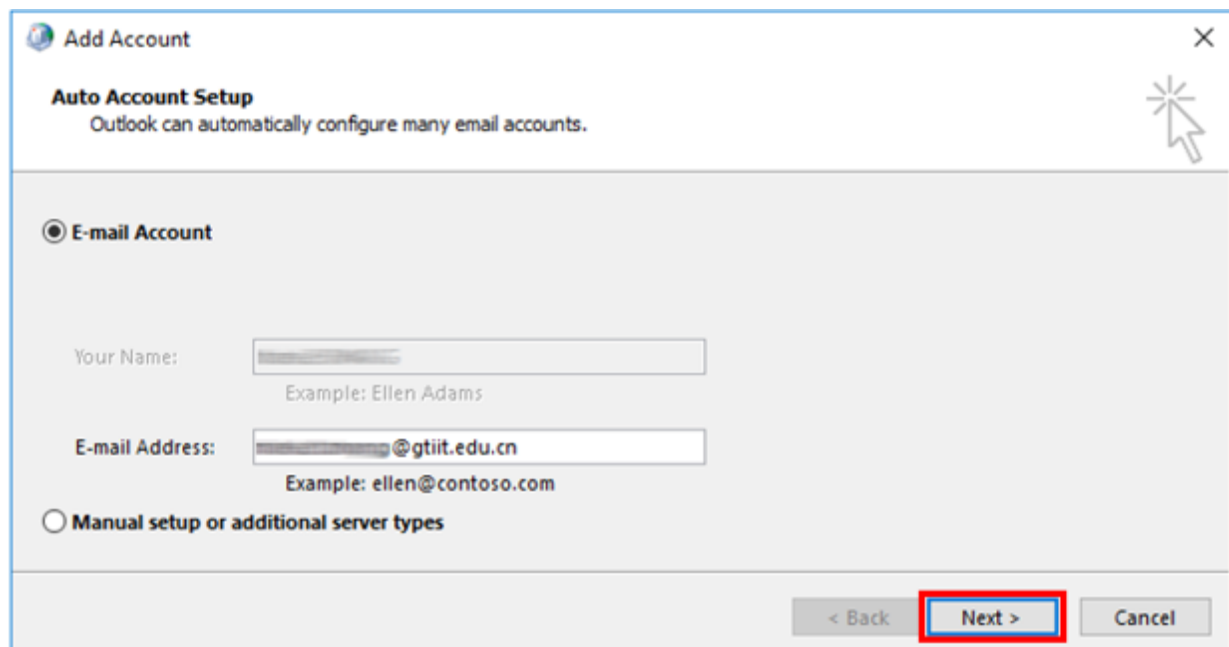 Add Account
Auto Account Setup
Outlook can automatically configure many email accounts.
E-mail Account
Your Name:
Example: Ellen Adams
E-mail Address: @gtiit.edu.cn
Example: ellen@contoso.com
Manual setup or additional server types
< Back Next > Cancel